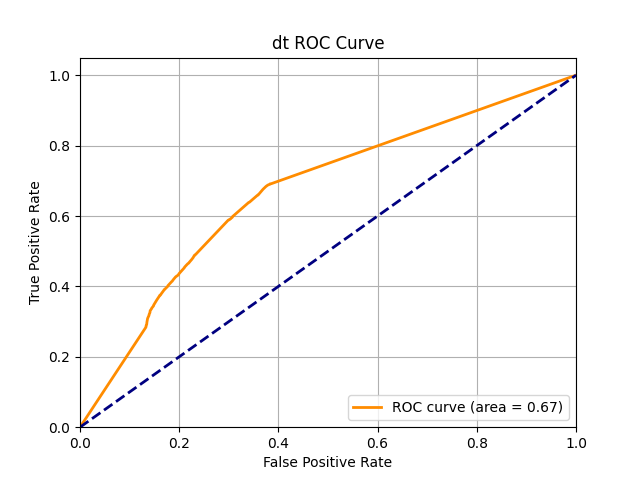 dt ROC Curve
True Positive Rate
1.0
0.8
0.6
0.4
0.2
0.0
ROC curve (area = 0.67)
0.0 0.2 0.4 0.6 0.8 1.0
False Positive Rate